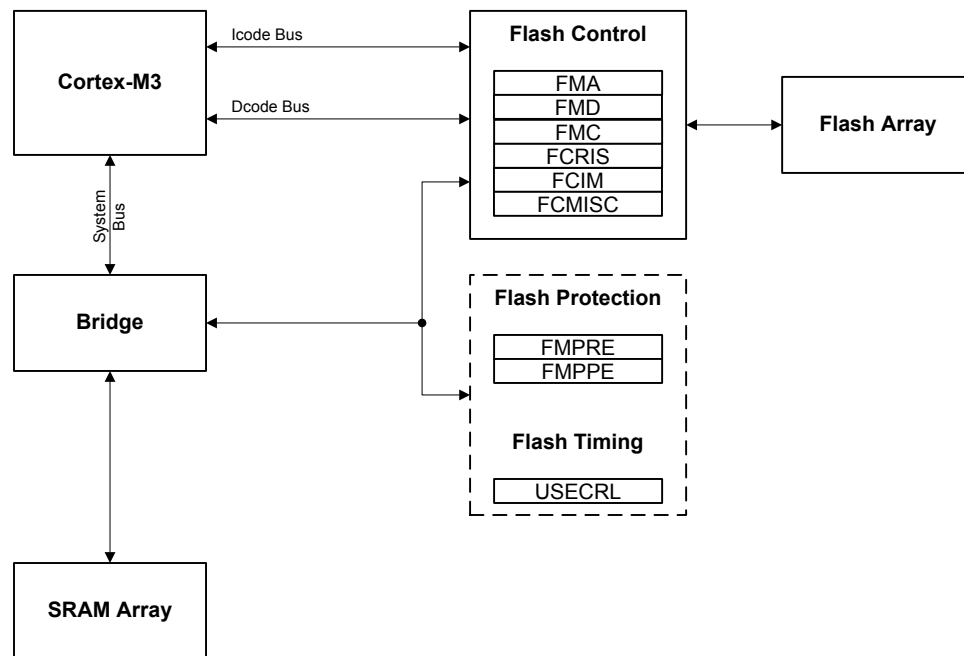 Cortex-M3
Icode Bus
Dcode Bus
System
Bus
Bridge
SRAM Array
Flash Control
FMA
FMD
FMC
FCRIS
FCIM
FCMISC
Flash Array
Flash Protection
FMPRE
FMPPE
Flash Timing
USECRL